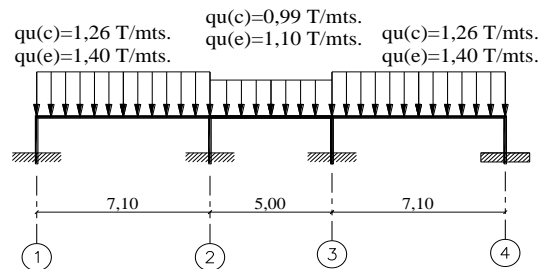 qu(c)=1,26 T/mts.
qu(e)=1,40 T/mts.
qu(c)=0,99 T/mts.
qu(e)=1,10 T/mts.
qu(c)=1,26 T/mts.
qu(e)=1,40 T/mts.
7,10 5,00 7,10
1 2 3 4